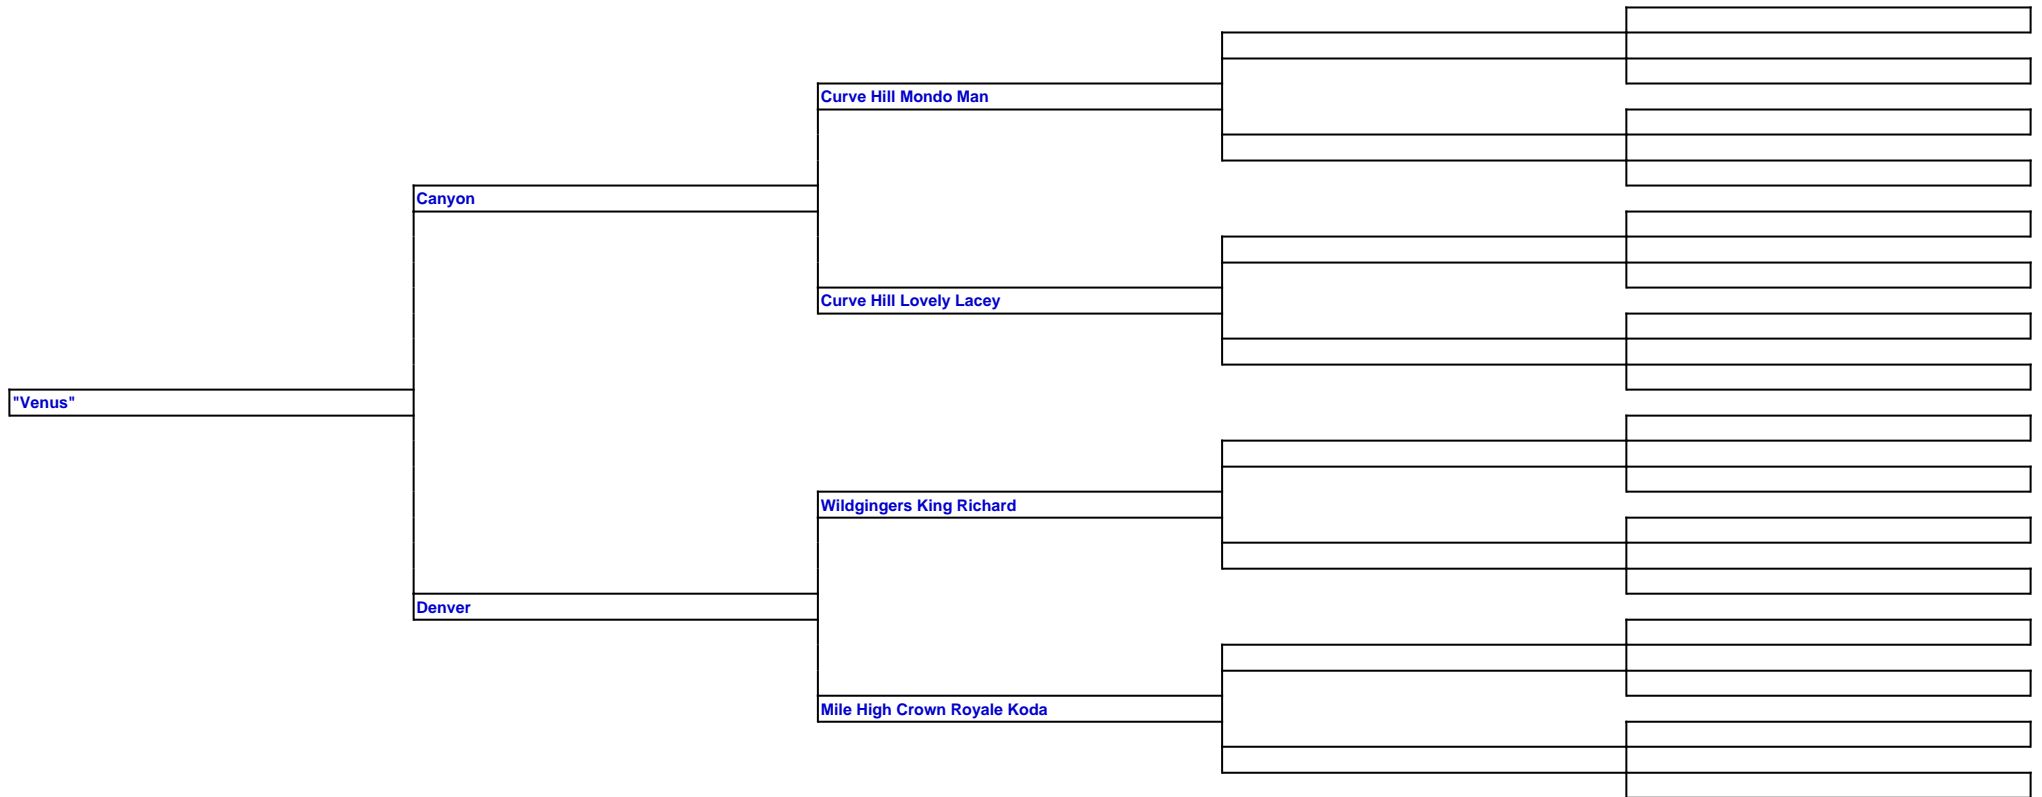 Curve Hill Mondo Man
Canyon
Curve Hill Lovely Lacey
"Venus"
Wildgingers King Richard
Denver
Mile High Crown Royale Koda